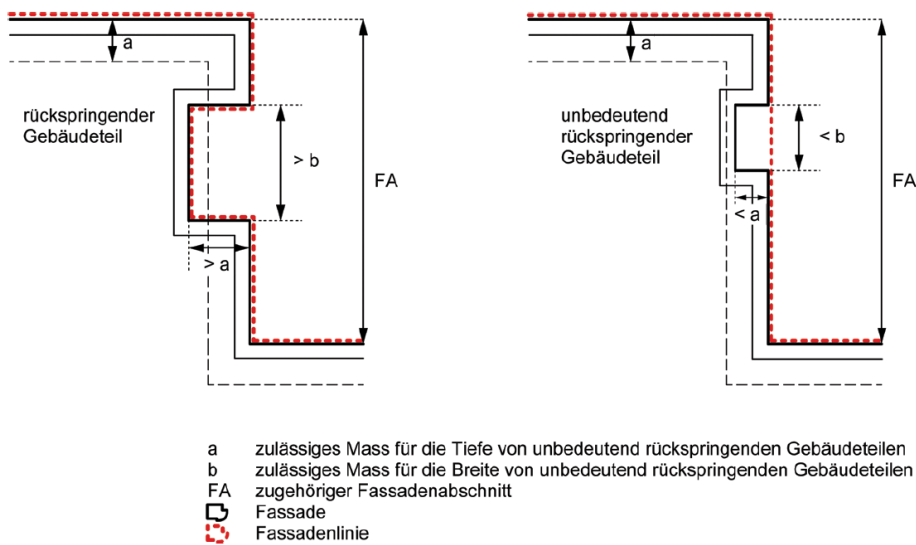 a
rückspringender
Gebäudeteil
> b
FA
> a
a
unbedeutend
rückspringender
Gebäudeteil
< b
FA
< a
a zulässiges Mass für die Tiefe von unbedeutend rückspringenden Gebäudeteilen
b zulässiges Mass für die Breite von unbedeutend rückspringenden Gebäudeteilen
FA zugehöriger Fassadenabschnitt
Fassade
Fassadenlinie